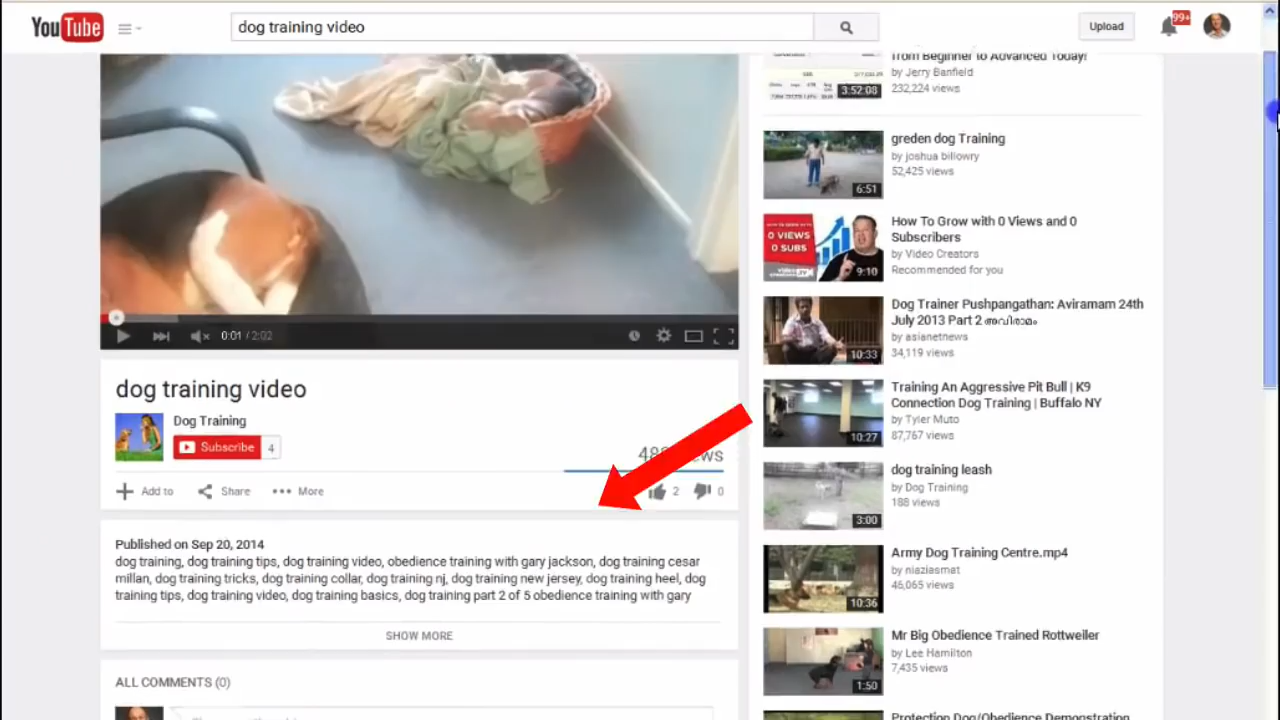 YouTube
dog training video
Upload
99+
from Beginner to Advanced Today!
by Jerry Banfield
232,224 views
3:52:08
greden dog Training
by joshua billowry
52,425 views
6:51
How To Grow with 0 Views and 0
Subscribers
by Video Creators
Recommended for you
0 VIEWS
0 SUBS
9:10
Dog Trainer Pushpangathan: Aviramam 24th
July 2013 Part 2 അവിരാമം
by asianetnews
34,119 views
10:33
Training An Aggressive Pit Bull | K9
Connection Dog Training | Buffalo NY
by Tyler Muto
87,767 views
10:27
dog training leash
by Dog Training
188 views
3:00
Army Dog Training Centre.mp4
by niaziasmat
46,065 views
10:36
Mr Big Obedience Trained Rottweiler
by Lee Hamilton
7,435 views
1:50
Protection Dog/Obedience Demonstration
0:01 / 2:02
dog training video
Dog Training
Subscribe 4
Add to Share More 2 0
Published on Sep 20, 2014
dog training, dog training tips, dog training video, obedience training with gary jackson, dog training cesar
millan, dog training tricks, dog training collar, dog training nj, dog training new jersey, dog training heel, dog
training tips, dog training video, dog training basics, dog training part 2 of 5 obedience training with gary
SHOW MORE
ALL COMMENTS (0)